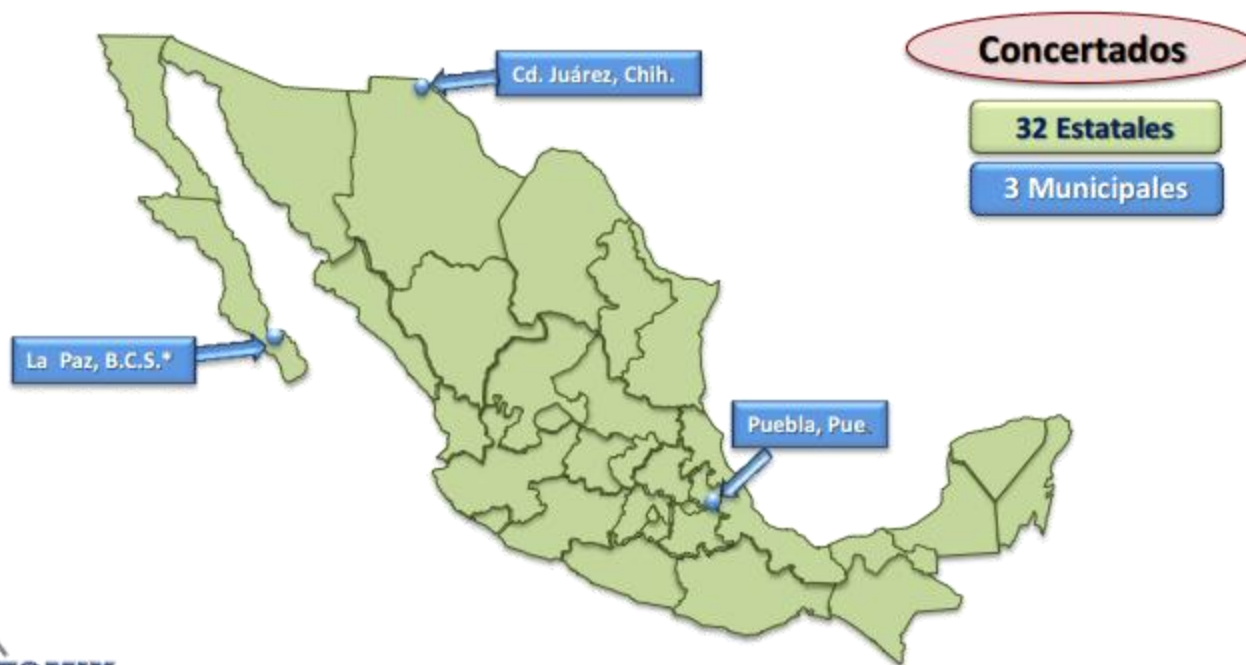 Concertados
Cd. Juárez, Chih.
32 Estatales
3 Municipales
La Paz, B.C.S.*
Puebla, Pue.